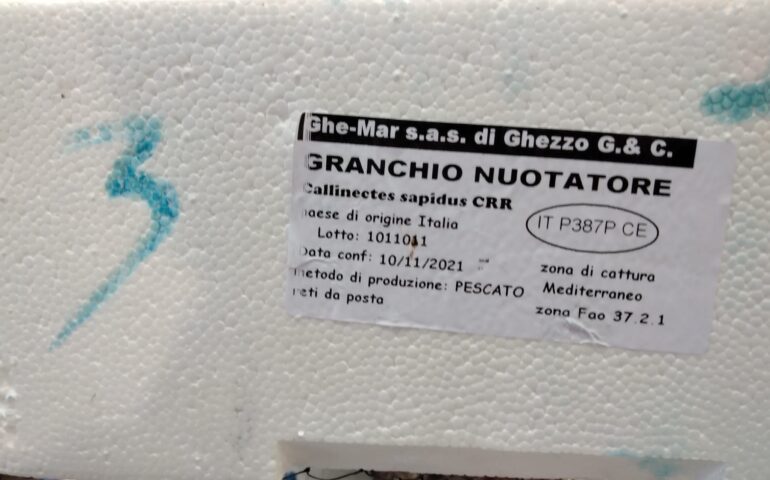 3
Ghe-Mar s.a.s. di Ghezzo G.& C.
GRANCHIO NUOTATORE
Callinectes sapidus CRR
paese di origine Italia
IT P387P CE
Lotto: 1011011
Data conf: 10/11/2021
zona di cattura
metodo di produzione: PESCATO
Mediterraneo
reti da posta
zona Fao 37.2.1